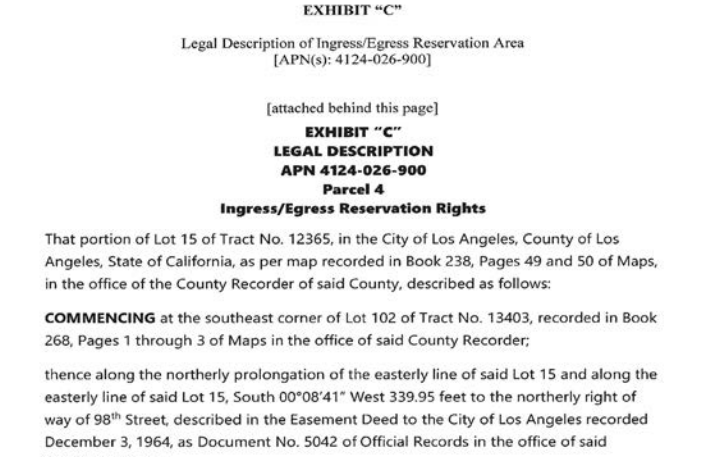 EXHIBIT “C”
Legal Description of Ingress/Egress Reservation Area
[APN(s): 4124-026-900]
[attached behind this page]
EXHIBIT “C”
LEGAL DESCRIPTION
APN 4124-026-900
Parcel 4
Ingress/Egress Reservation Rights
That portion of Lot 15 of Tract No. 12365, in the City of Los Angeles, County of Los
Angeles, State of California, as per map recorded in Book 238, Pages 49 and 50 of Maps,
in the office of the County Recorder of said County, described as follows:
COMMENCING at the southeast corner of Lot 102 of Tract No. 13403, recorded in Book
268, Pages 1 through 3 of Maps in the office of said County Recorder;
thence along the northerly prolongation of the easterly line of said Lot 15 and along the
easterly line of said Lot 15, South 00°08'41" West 339.95 feet to the northerly right of
way of 98th Street, described in the Easement Deed to the City of Los Angeles recorded
December 3, 1964, as Document No. 5042 of Official Records in the office of said